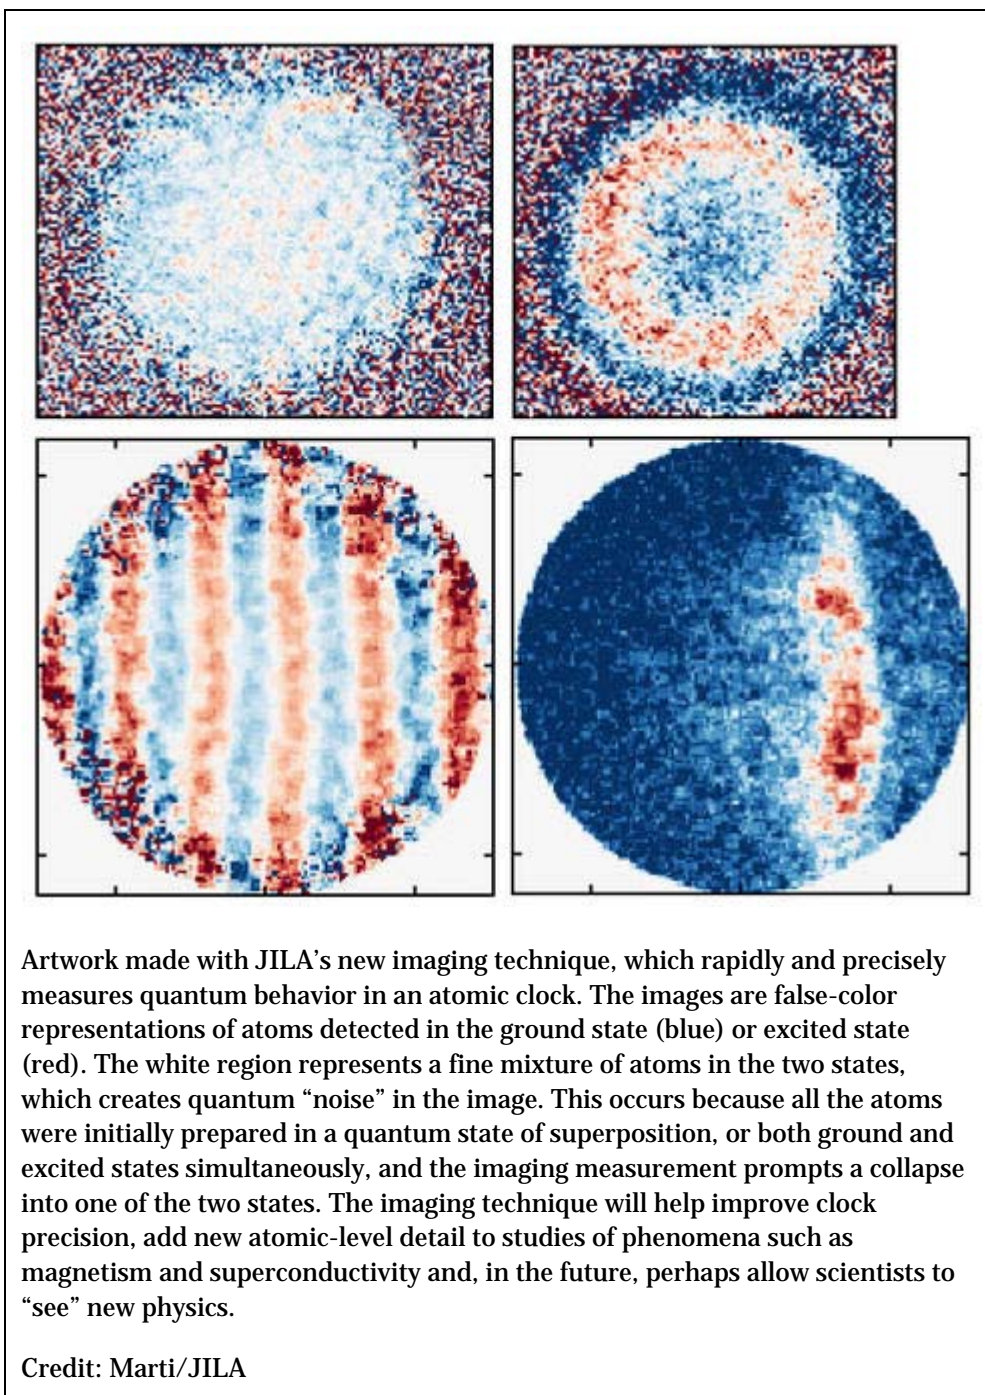 Artwork made with JILA’s new imaging technique, which rapidly and precisely
measures quantum behavior in an atomic clock. The images are false-color
representations of atoms detected in the ground state (blue) or excited state
(red). The white region represents a fine mixture of atoms in the two states,
which creates quantum “noise” in the image. This occurs because all the atoms
were initially prepared in a quantum state of superposition, or both ground and
excited states simultaneously, and the imaging measurement prompts a collapse
into one of the two states. The imaging technique will help improve clock
precision, add new atomic-level detail to studies of phenomena such as
magnetism and superconductivity and, in the future, perhaps allow scientists to
“see” new physics.
Credit: Marti/JILA